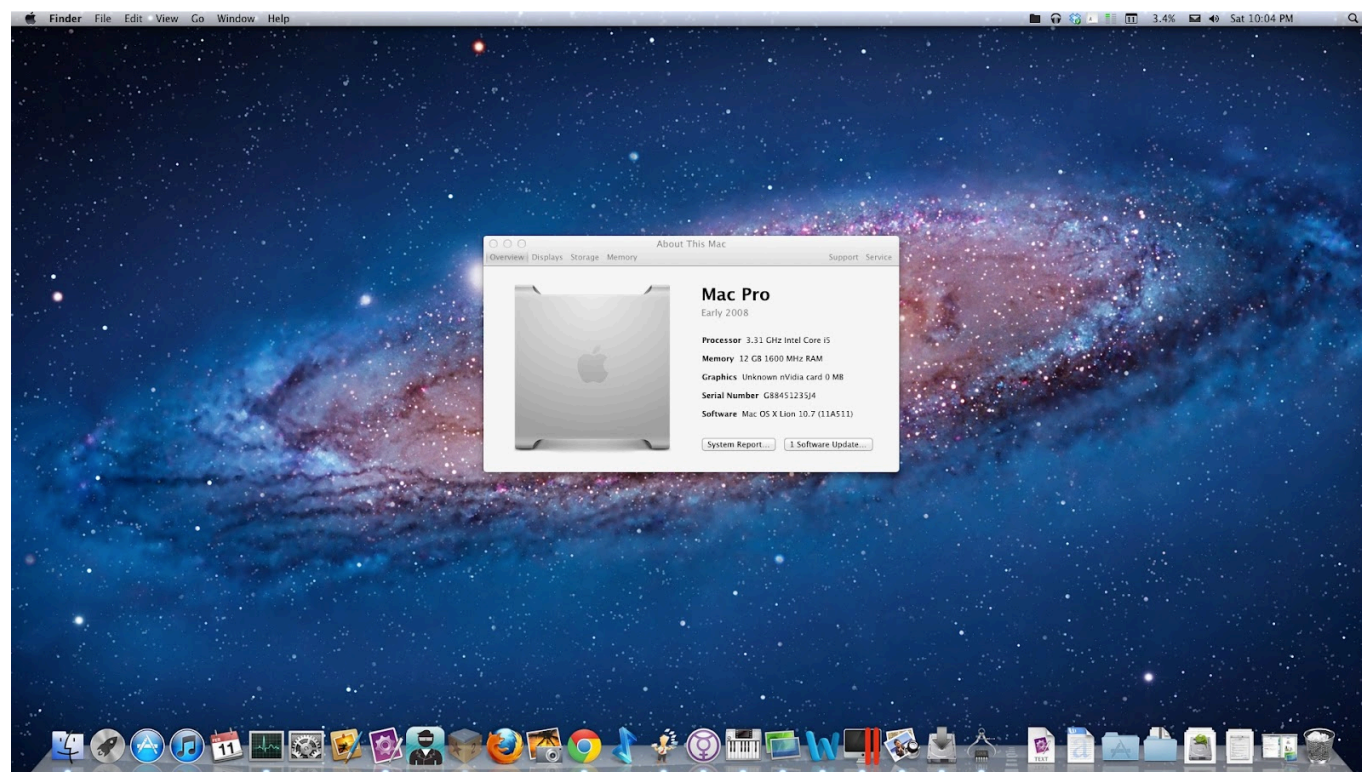 Finder File Edit View Go Window Help 3.4% Sat 10:04 PM
About This Mac
Overview Displays Storage Memory Support Service
Mac Pro
Early 2008
Processor 3.31 GHz Intel Core i5
Memory 12 GB 1600 MHz RAM
Graphics Unknown nVidia card 0 MB
Serial Number G88451235J4
Software Mac OS X Lion 10.7 (11A511)
System Report... 1 Software Update...
11
TEXT